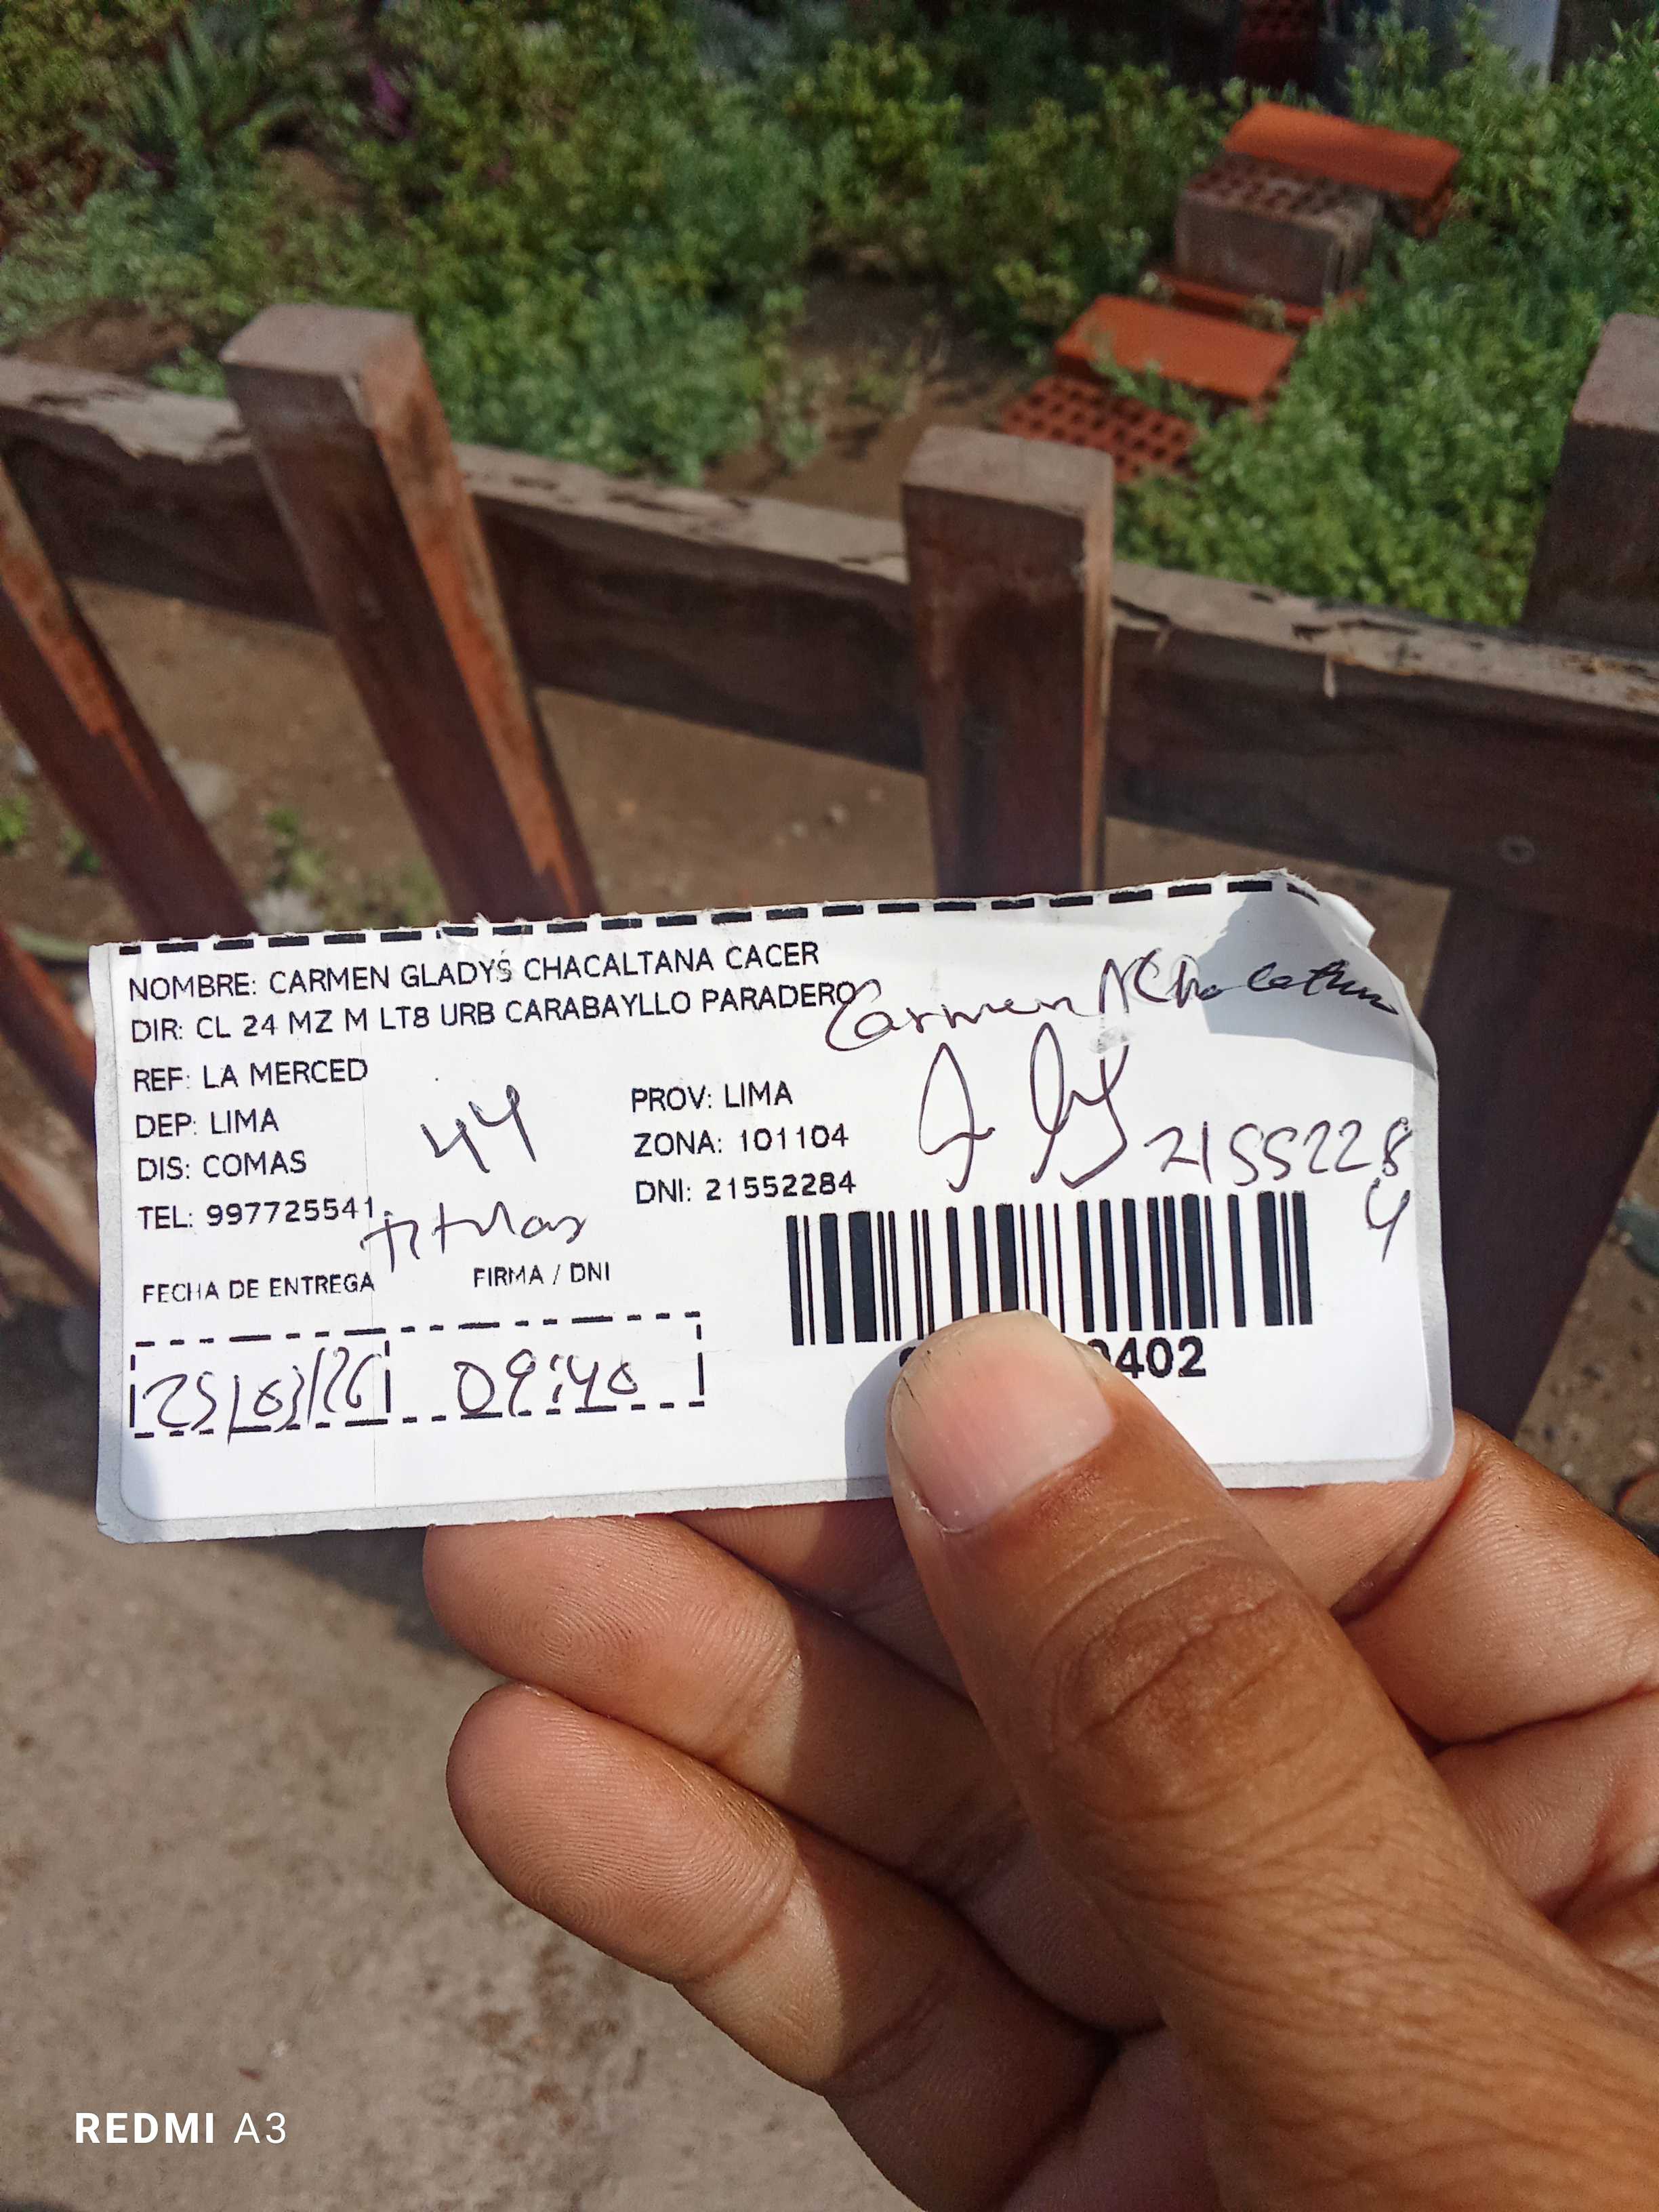 NOMBRE: CARMEN GLADYS CHACALTANA CACER
DIR: CL 24 MZ M LT8 URB CARABAYLLO PARADERO
Carmen
REF: LA MERCED
DEP: LIMA
44
PROV: LIMA
DIS: COMAS
ZONA: 101104
TEL: 997725541
DNI: 21552284
21552284
titular
FECHA DE ENTREGA
FIRMA / DNI
25/03/26 09:40
0402
REDMI A3